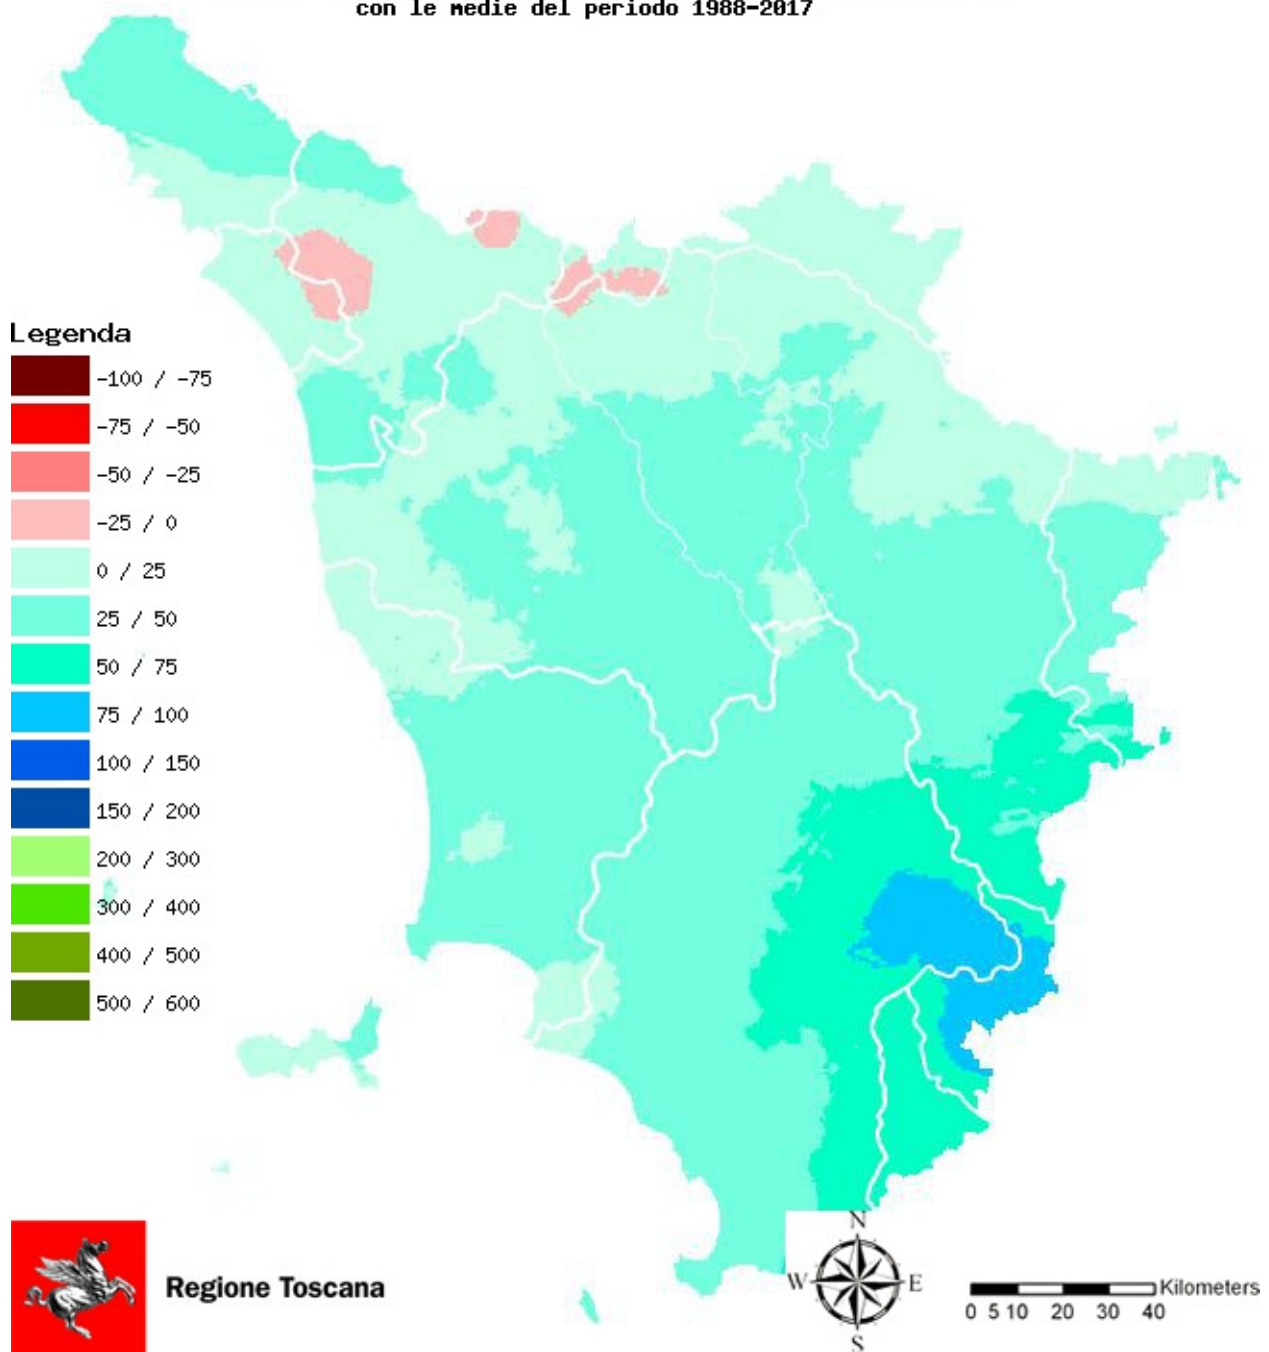 con le medie del periodo 1988-2017
Legenda
-100 / -75
-75 / -50
-50 / -25
-25 / 0
0 / 25
25 / 50
50 / 75
75 / 100
100 / 150
150 / 200
200 / 300
300 / 400
400 / 500
500 / 600
Regione Toscana
N
W E
S
Kilometers
0 5 10 20 30 40